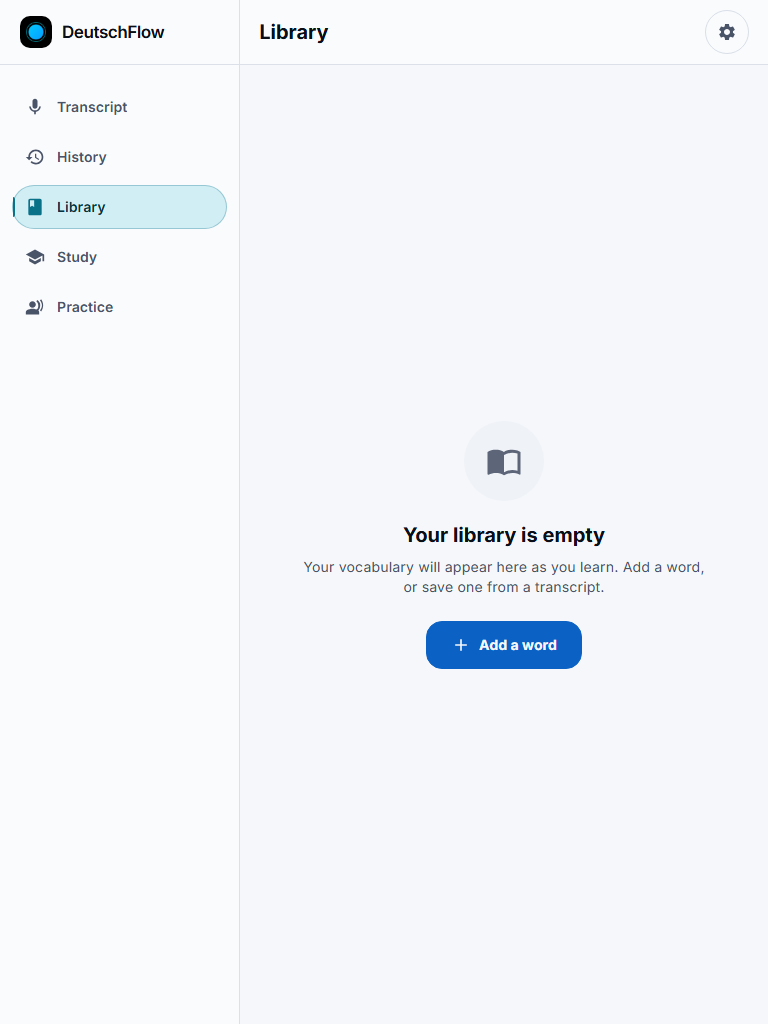 DeutschFlow
Library
Transcript
History
Library
Study
Practice
Your library is empty
Your vocabulary will appear here as you learn. Add a word,
or save one from a transcript.
Add a word